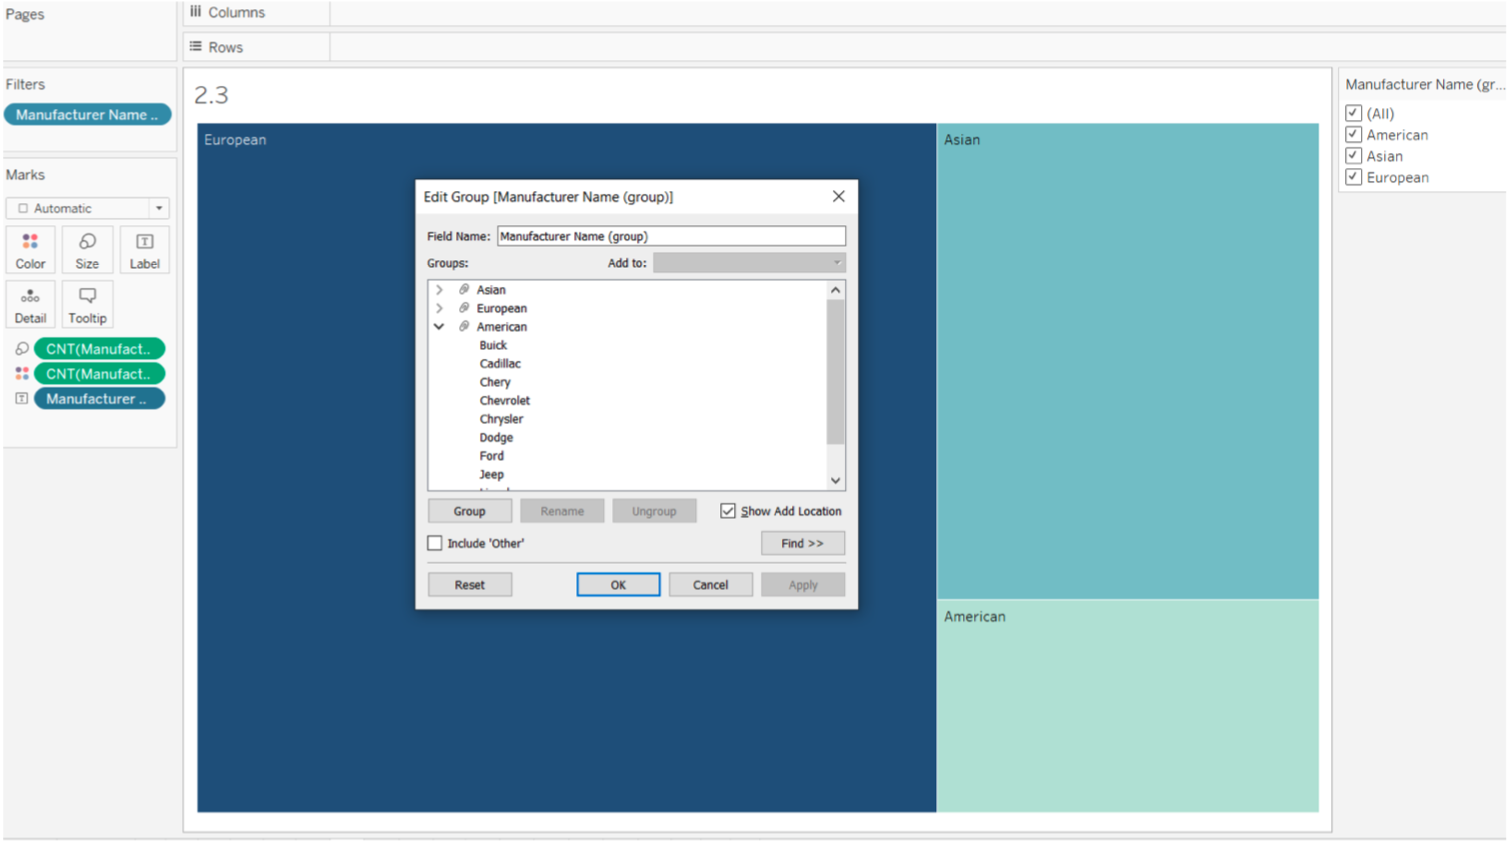 Pages
Columns
Rows
Filters
Manufacturer Name ..
Marks
Automatic
Color
Size
Label
Detail
Tooltip
CNT(Manufact..
CNT(Manufact..
Manufacturer ..
2.3
European
Asian
American
Edit Group [Manufacturer Name (group)]
Field Name: Manufacturer Name (group)
Groups: Add to:
Asian
European
American
Buick
Cadillac
Chery
Chevrolet
Chrysler
Dodge
Ford
Jeep
Group Rename Ungroup Show Add Location
Include 'Other' Find >>
Reset OK Cancel Apply
Manufacturer Name (gr...
(All)
American
Asian
European